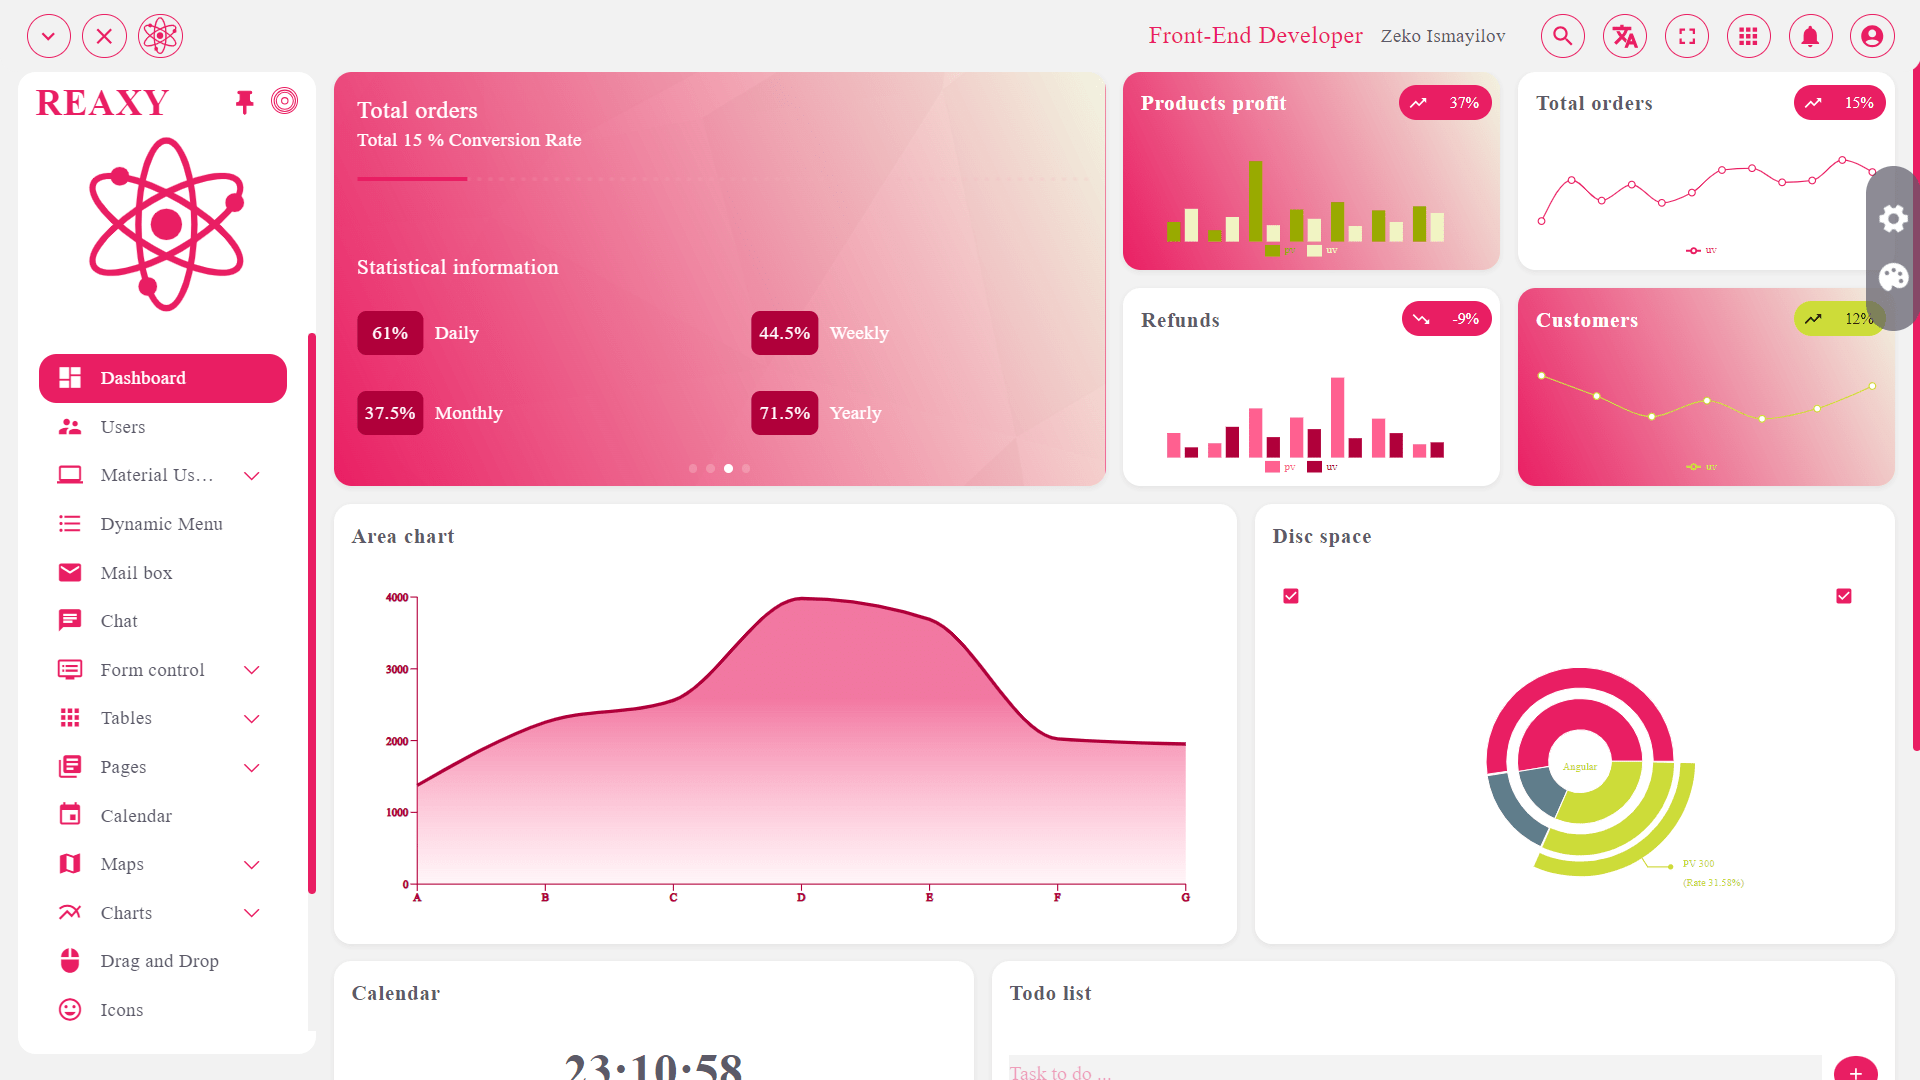 Front-End Developer Zeko Ismayilov
REAXY
Dashboard
Users
Material Us...
Dynamic Menu
Mail box
Chat
Form control
Tables
Pages
Calendar
Maps
Charts
Drag and Drop
Icons
Total orders
Total 15 % Conversion Rate
Statistical information
61% Daily
44.5% Weekly
37.5% Monthly
71.5% Yearly
Products profit
37%
pv uv
Total orders
15%
uv
Refunds
-9%
pv uv
Customers
12%
uv
Area chart
4000
3000
2000
1000
0
A B C D E F G
Disc space
Angular
PV 300
(Rate 31.58%)
Calendar
23:10:58
Todo list
Task to do ...